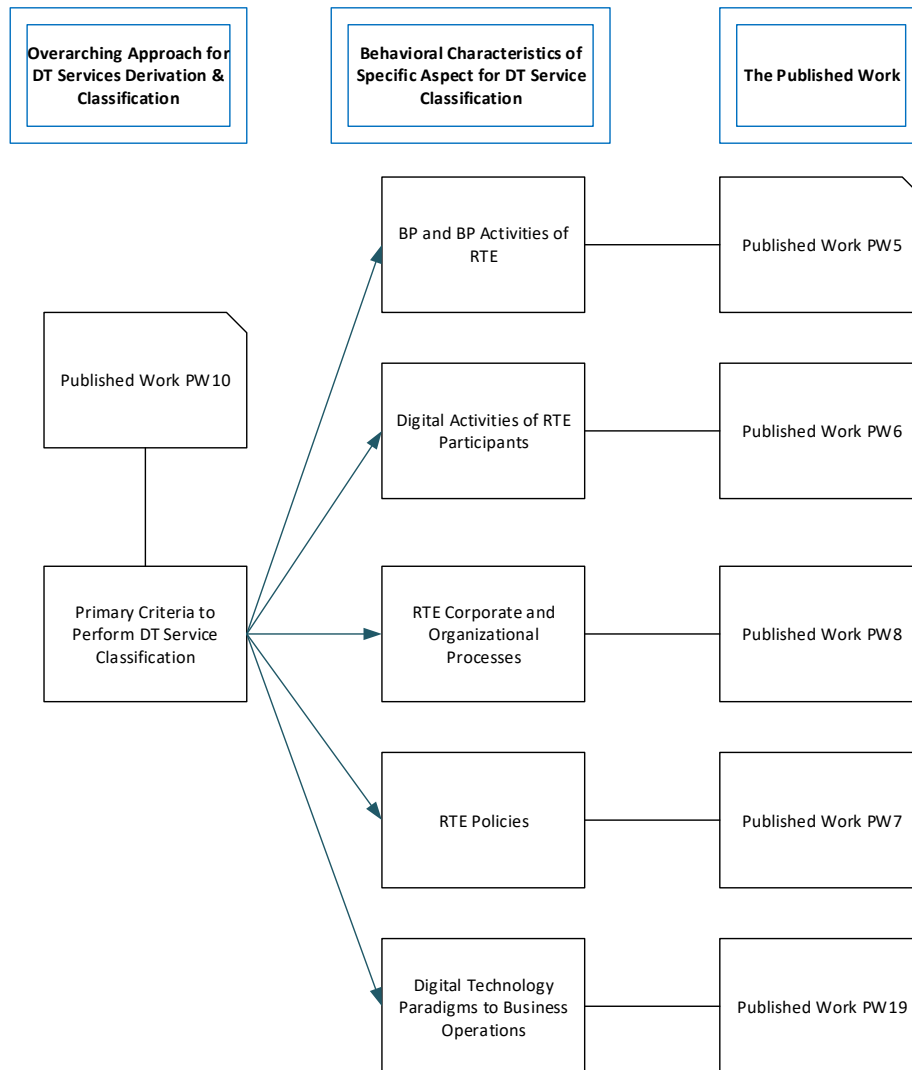 Overarching Approach for
DT Services Derivation &
Classification
Behavioral Characteristics of
Specific Aspect for DT Service
Classification
The Published Work
BP and BP Activities of
RTE
Published Work PW5
Published Work PW10
Digital Activities of RTE
Participants
Published Work PW6
Primary Criteria to
Perform DT Service
Classification
RTE Corporate and
Organizational
Processes
Published Work PW8
RTE Policies
Published Work PW7
Digital Technology
Paradigms to Business
Operations
Published Work PW19